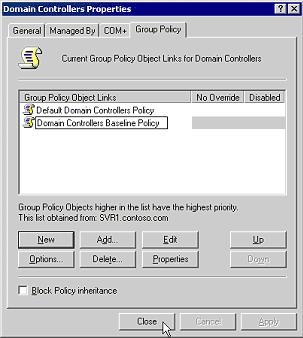 Domain Controllers Properties
General Managed By COM+ Group Policy
Current Group Policy Object Links for Domain Controllers
Group Policy Object Links No Override Disabled
Default Domain Controllers Policy
Domain Controllers Baseline Policy
Group Policy Objects higher in the list have the highest priority.
This list obtained from: SVR1.contoso.com
New Add... Edit Up
Options... Delete... Properties Down
Block Policy inheritance
Close Cancel Apply